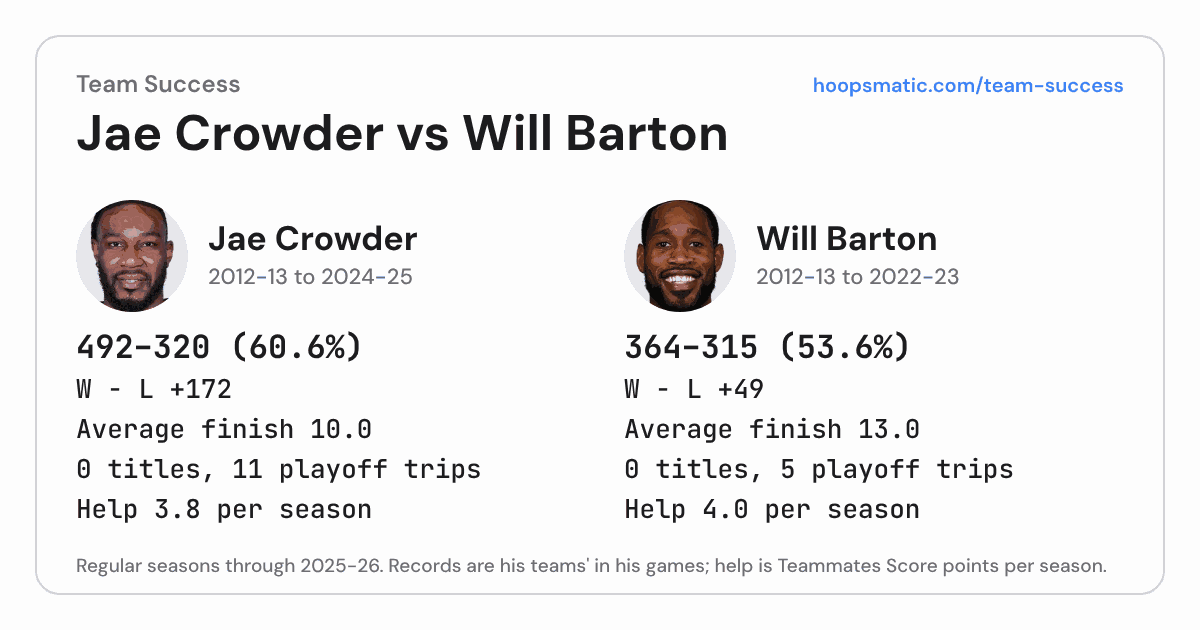 Team Success
hoopsmatic.com/team-success
Jae Crowder vs Will Barton
Jae Crowder
2012-13 to 2024-25
492-320 (60.6%)
W - L +172
Average finish 10.0
0 titles, 11 playoff trips
Help 3.8 per season
Will Barton
2012-13 to 2022-23
364-315 (53.6%)
W - L +49
Average finish 13.0
0 titles, 5 playoff trips
Help 4.0 per season
Regular seasons through 2025-26. Records are his teams' in his games; help is Teammates Score points per season.